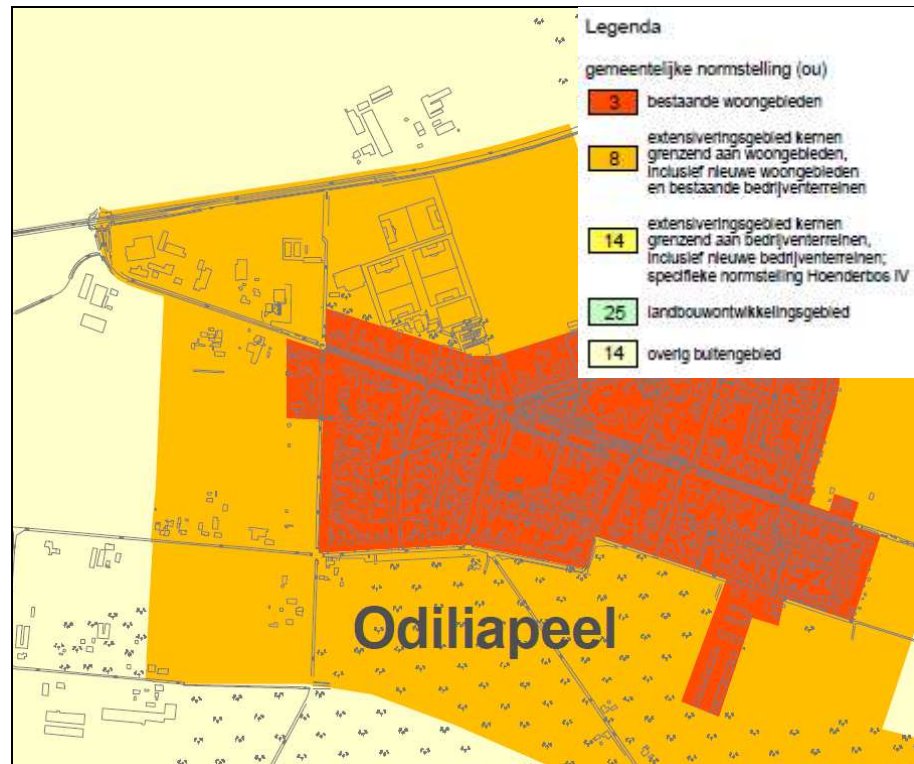 Legenda
gemeentelijke normstelling (ou)
3 bestaande woongebieden
extensiveringsgebied kernen
grenzend aan woongebieden,
8 inclusief nieuwe woongebieden
en bestaande bedrijventerreinen
extensiveringsgebied kernen
14 grenzend aan bedrijventerreinen,
inclusief nieuwe bedrijventerreinen;
specifieke normstelling Hoenderbos IV
25 landbouwontwikkelingsgebied
14 overig buitengebied
Odiliapeel